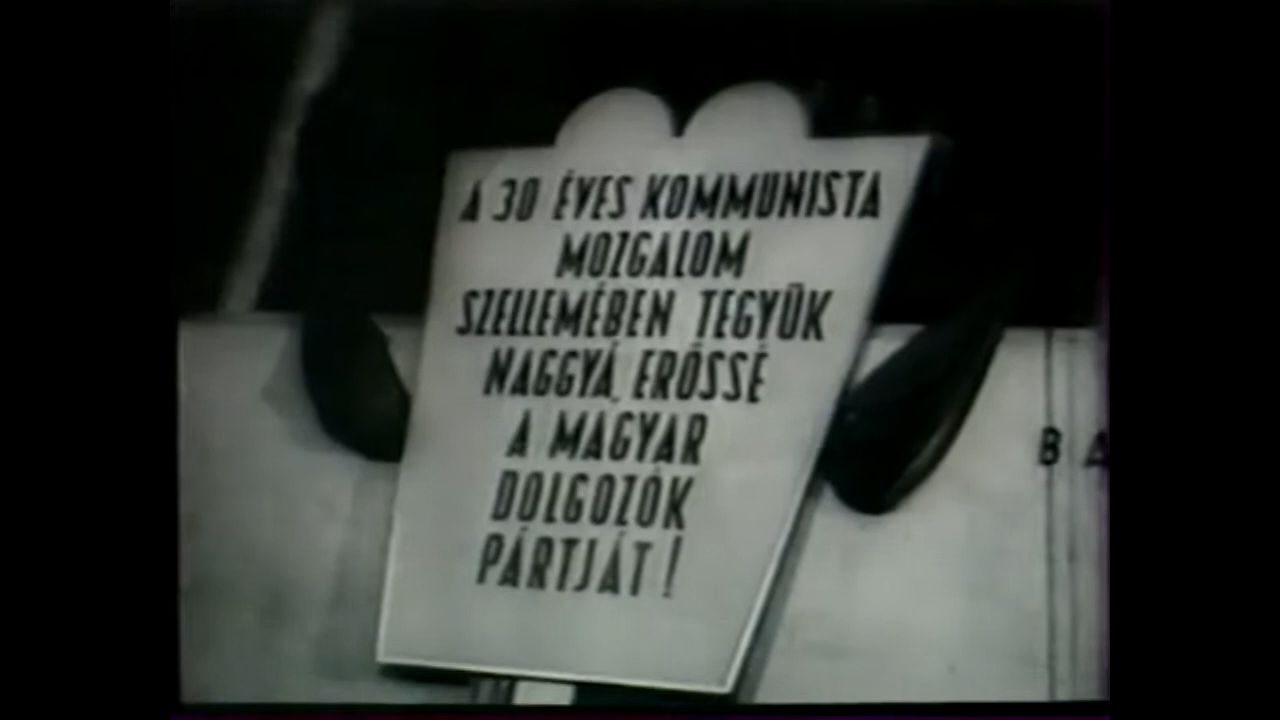 A 30 ÉVES KOMMUNISTA
MOZGALOM
SZELLEMÉBEN TEGYÜK
NAGGYÁ, ERŐSSÉ
A MAGYAR
DOLGOZÓK
PÁRTJÁT!